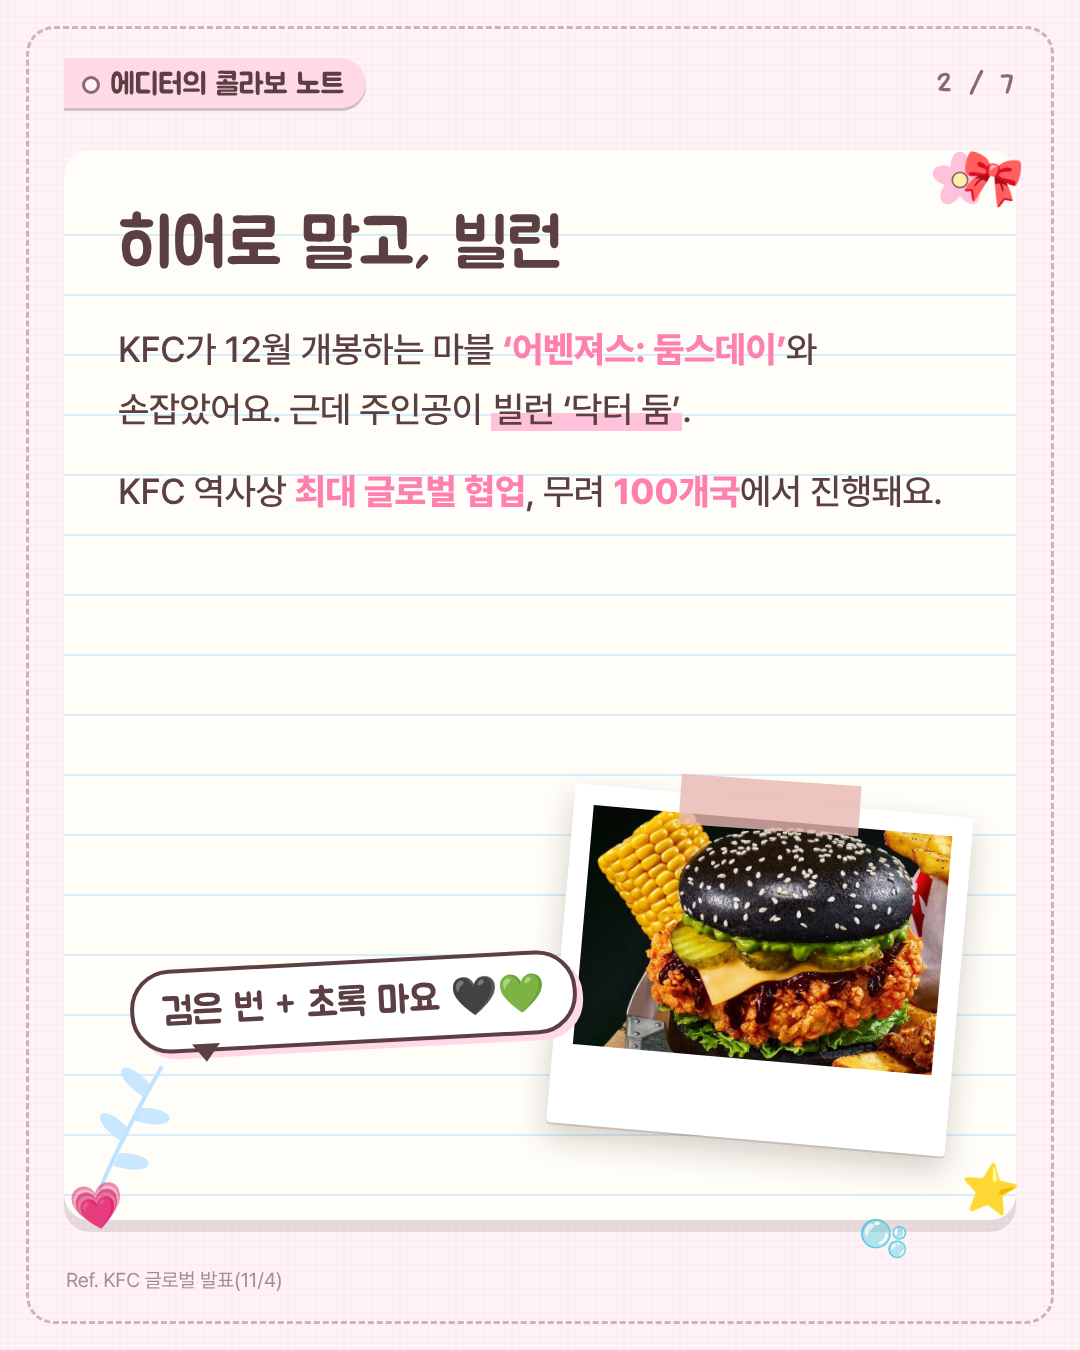 에디터의 콜라보 노트
2 / 7
히어로 말고, 빌런
KFC가 12월 개봉하는 마블 ‘어벤져스: 둠스데이’와
손잡았어요. 근데 주인공이 빌런 ‘닥터 둠’.
KFC 역사상 최대 글로벌 협업, 무려 100개국에서 진행돼요.
검은 번 + 초록 마요 🖤💚
Ref. KFC 글로벌 발표(11/4)